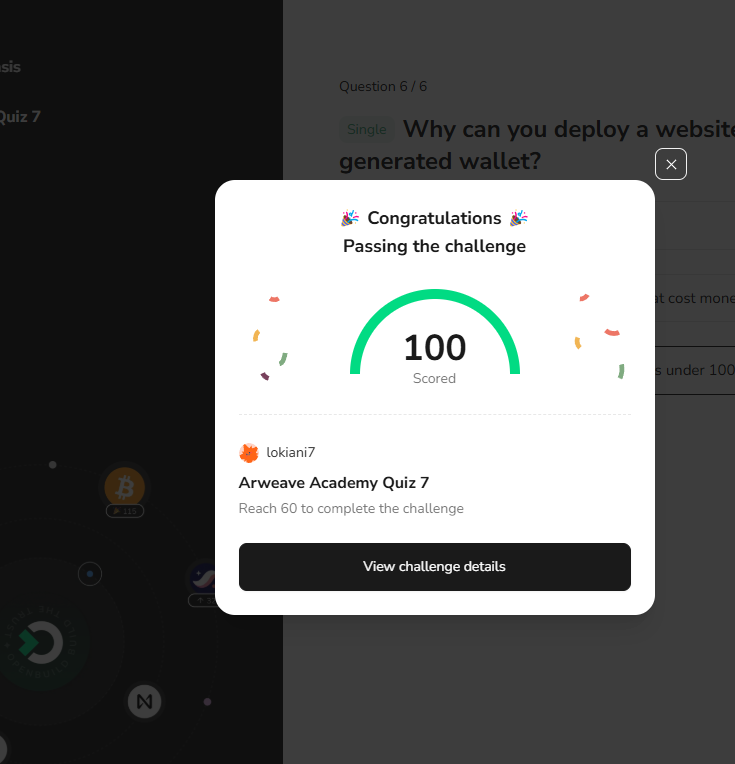 sis
Quiz 7
Question 6 / 6
Single Why can you deploy a website
generated wallet?
Congratulations
Passing the challenge
at cost mone
100
s under 100
Scored
lokiani7
Arweave Academy Quiz 7
Reach 60 to complete the challenge
View challenge details